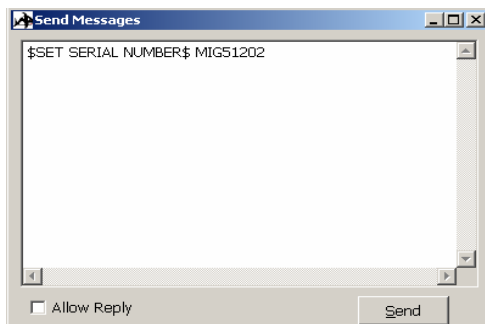 Send Messages
$SET SERIAL NUMBER$ MIG51202
Allow Reply
Send